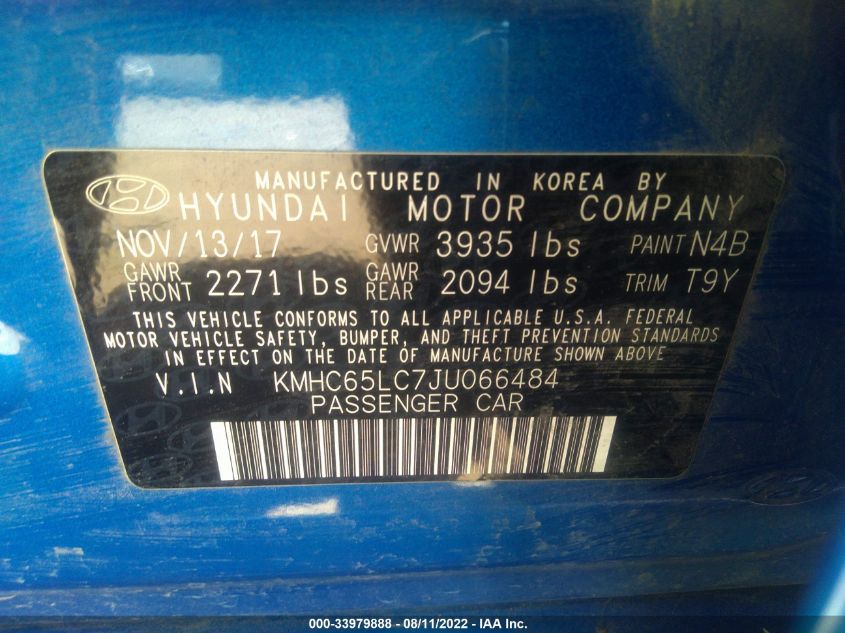 MANUFACTURED IN KOREA BY
HYUNDAI MOTOR COMPANY
NOV/13/17 GVWR 3935 lbs PAINT N4B
GAWR FRONT 2271 lbs GAWR REAR 2094 lbs TRIM T9Y
THIS VEHICLE CONFORMS TO ALL APPLICABLE U.S.A. FEDERAL
MOTOR VEHICLE SAFETY, BUMPER, AND THEFT PREVENTION STANDARDS
IN EFFECT ON THE DATE OF MANUFACTURE SHOWN ABOVE
V.I.N KMHC65LC7JU066484
PASSENGER CAR
000-33979888 - 08/11/2022 - IAA Inc.